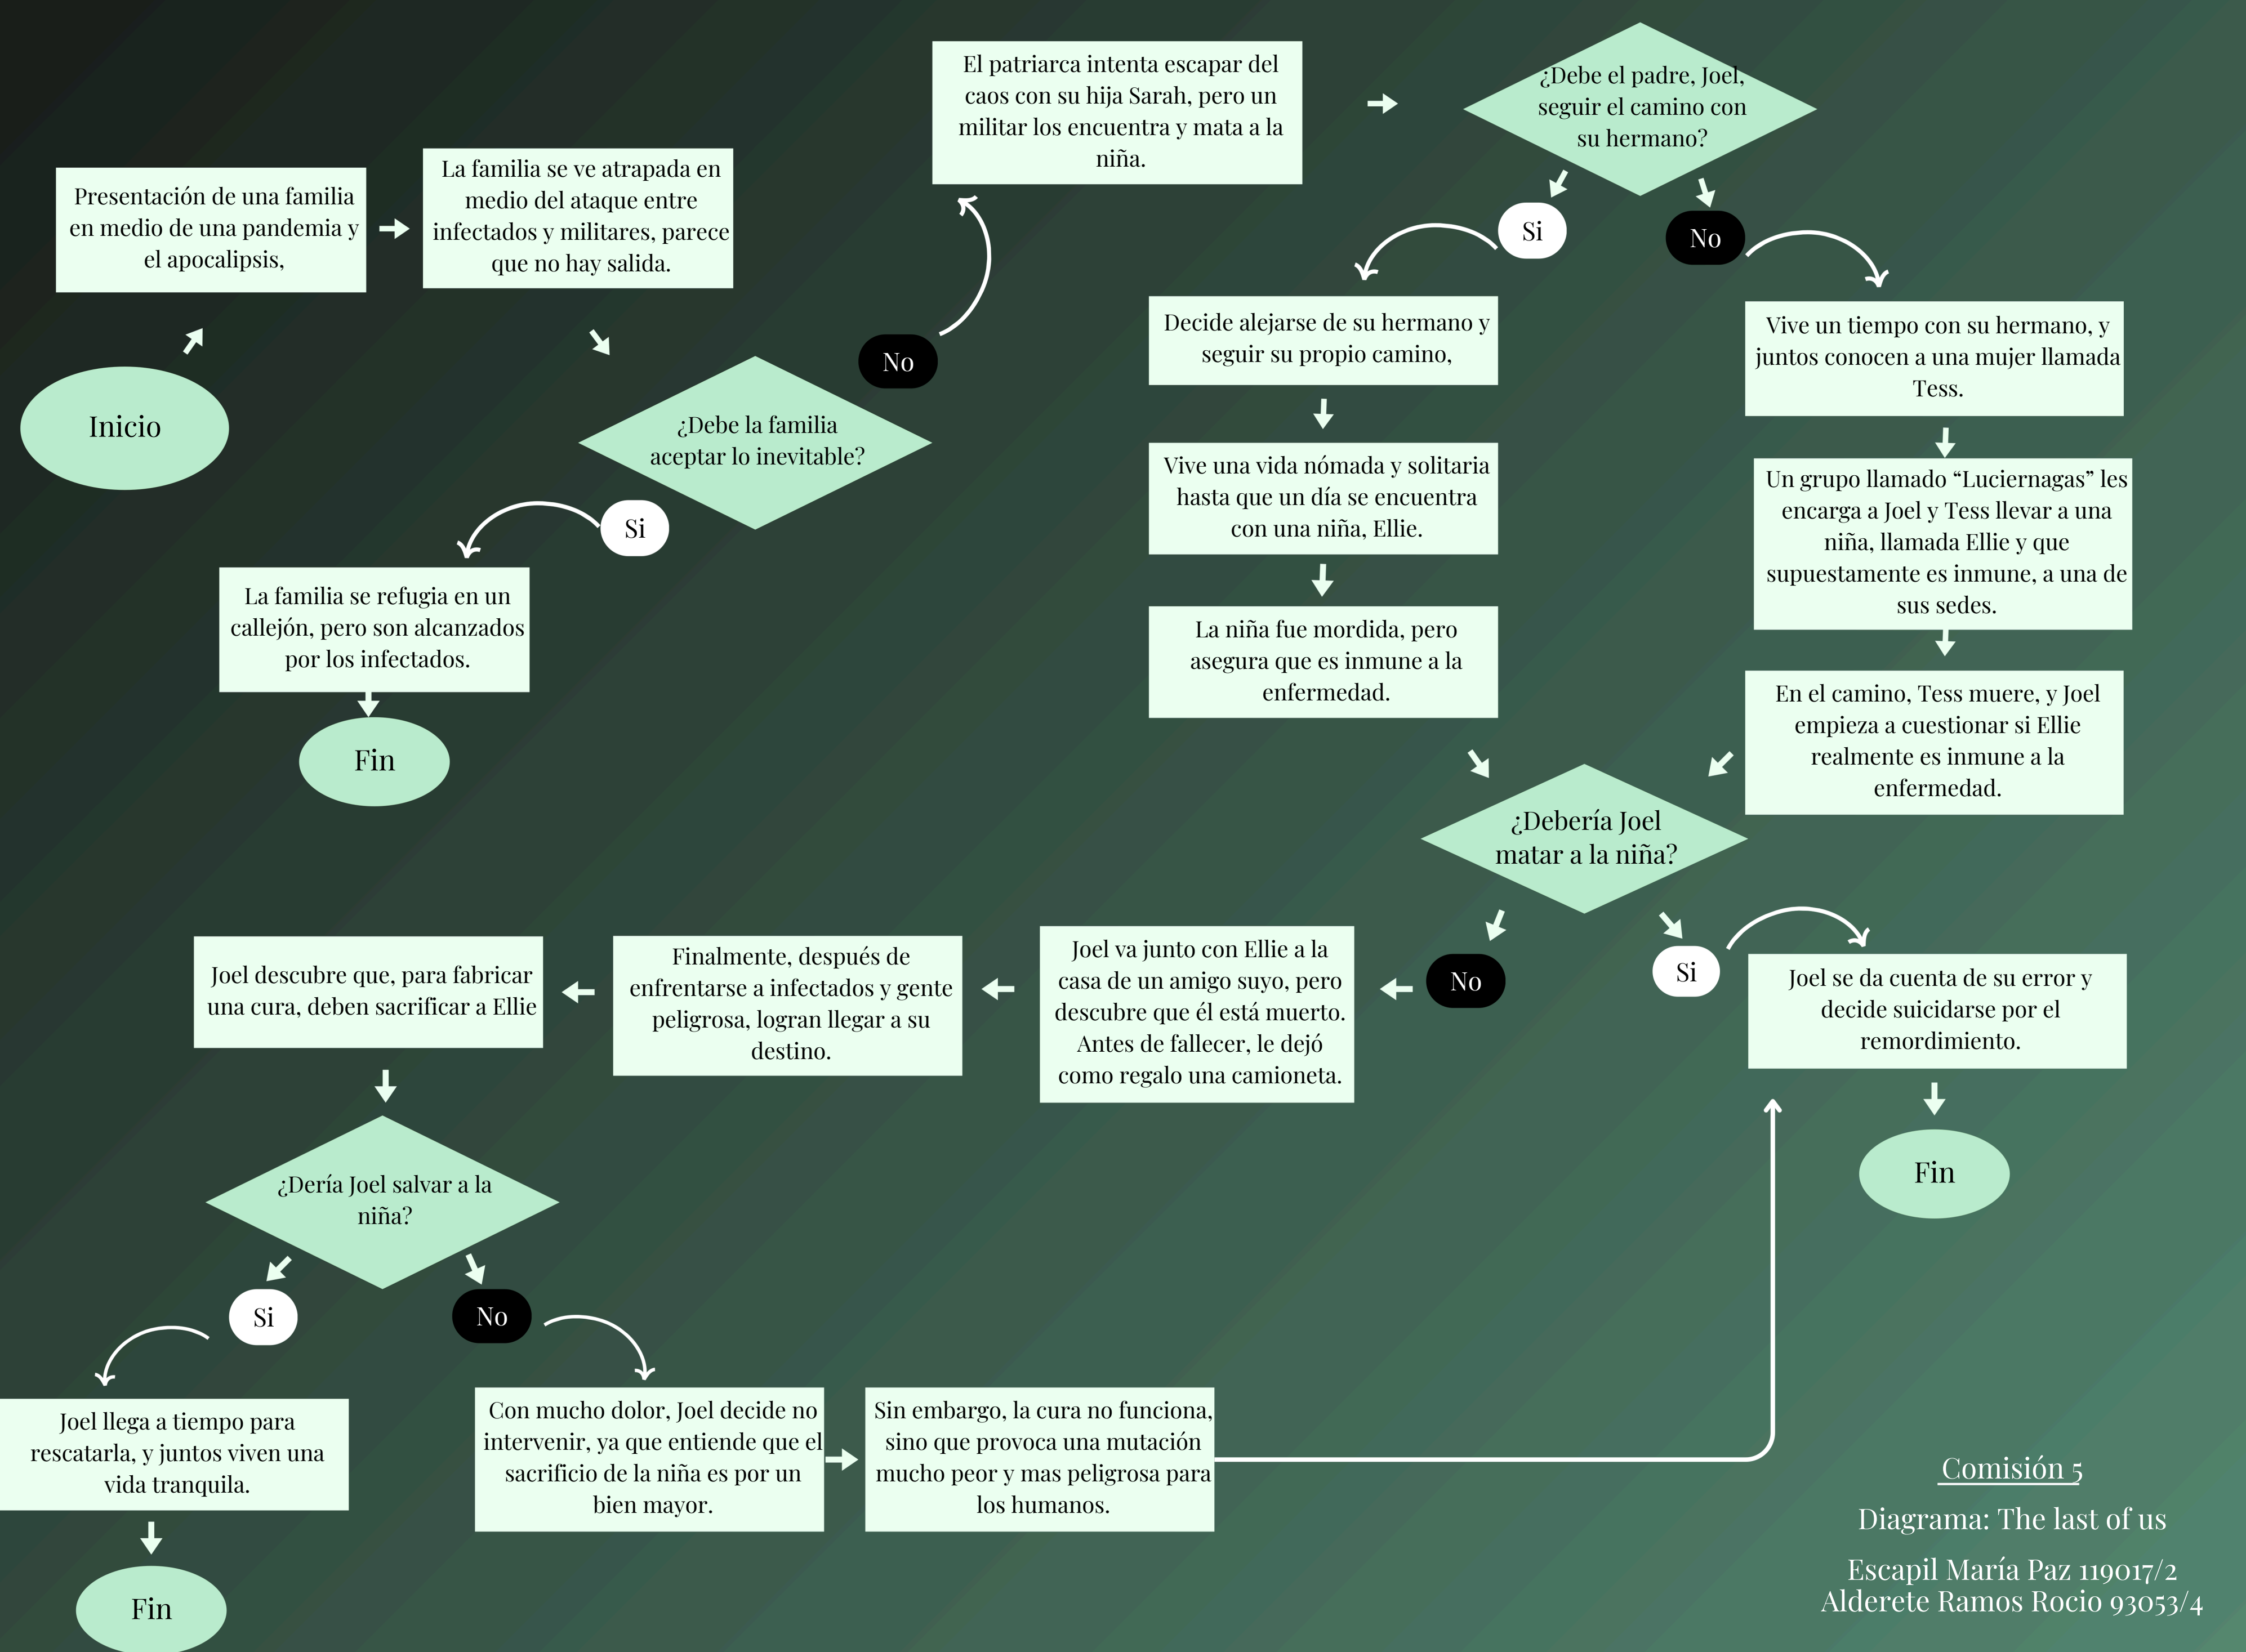 Inicio
Presentación de una familia
en medio de una pandemia y
el apocalipsis,
La familia se ve atrapada en
medio del ataque entre
infectados y militares, parece
que no hay salida.
¿Debe la familia
aceptar lo inevitable?
Si
La familia se refugia en un
callejón, pero son alcanzados
por los infectados.
Fin
No
El patriarca intenta escapar del
caos con su hija Sarah, pero un
militar los encuentra y mata a la
niña.
¿Debe el padre, Joel,
seguir el camino con
su hermano?
Si
Decide alejarse de su hermano y
seguir su propio camino,
Vive una vida nómada y solitaria
hasta que un día se encuentra
con una niña, Ellie.
La niña fue mordida, pero
asegura que es inmune a la
enfermedad.
No
Vive un tiempo con su hermano, y
juntos conocen a una mujer llamada
Tess.
Un grupo llamado “Luciernagas” les
encarga a Joel y Tess llevar a una
niña, llamada Ellie y que
supuestamente es inmune, a una de
sus sedes.
En el camino, Tess muere, y Joel
empieza a cuestionar si Ellie
realmente es inmune a la
enfermedad.
¿Debería Joel
matar a la niña?
Si
Joel se da cuenta de su error y
decide suicidarse por el
remordimiento.
Fin
No
Joel va junto con Ellie a la
casa de un amigo suyo, pero
descubre que él está muerto.
Antes de fallecer, le dejó
como regalo una camioneta.
Finalmente, después de
enfrentarse a infectados y gente
peligrosa, logran llegar a su
destino.
Joel descubre que, para fabricar
una cura, deben sacrificar a Ellie
¿Dería Joel salvar a la
niña?
Si
Joel llega a tiempo para
rescatarla, y juntos viven una
vida tranquila.
Fin
No
Con mucho dolor, Joel decide no
intervenir, ya que entiende que el
sacrificio de la niña es por un
bien mayor.
Sin embargo, la cura no funciona,
sino que provoca una mutación
mucho peor y mas peligrosa para
los humanos.
Comisión 5
Diagrama: The last of us
Escapil María Paz 119017/2
Alderete Ramos Rocio 93053/4